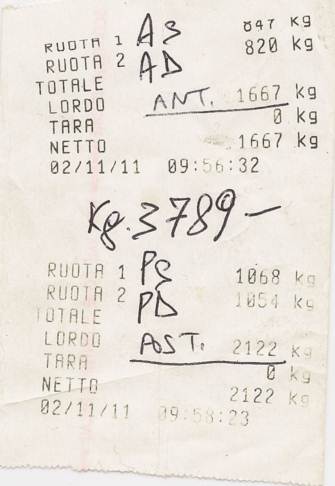 RUOTA 1 AS 847 kg
RUOTA 2 AD 820 kg
TOTALE
LORDO ANT. 1667 kg
TARA 0 kg
NETTO 1667 kg
02/11/11 09:56:32
Kg. 3789-
RUOTA 1 PS 1068 kg
RUOTA 2 PD 1054 kg
TOTALE
LORDO POST. 2122 kg
TARA 0 kg
NETTO 2122 kg
02/11/11 09:58:23